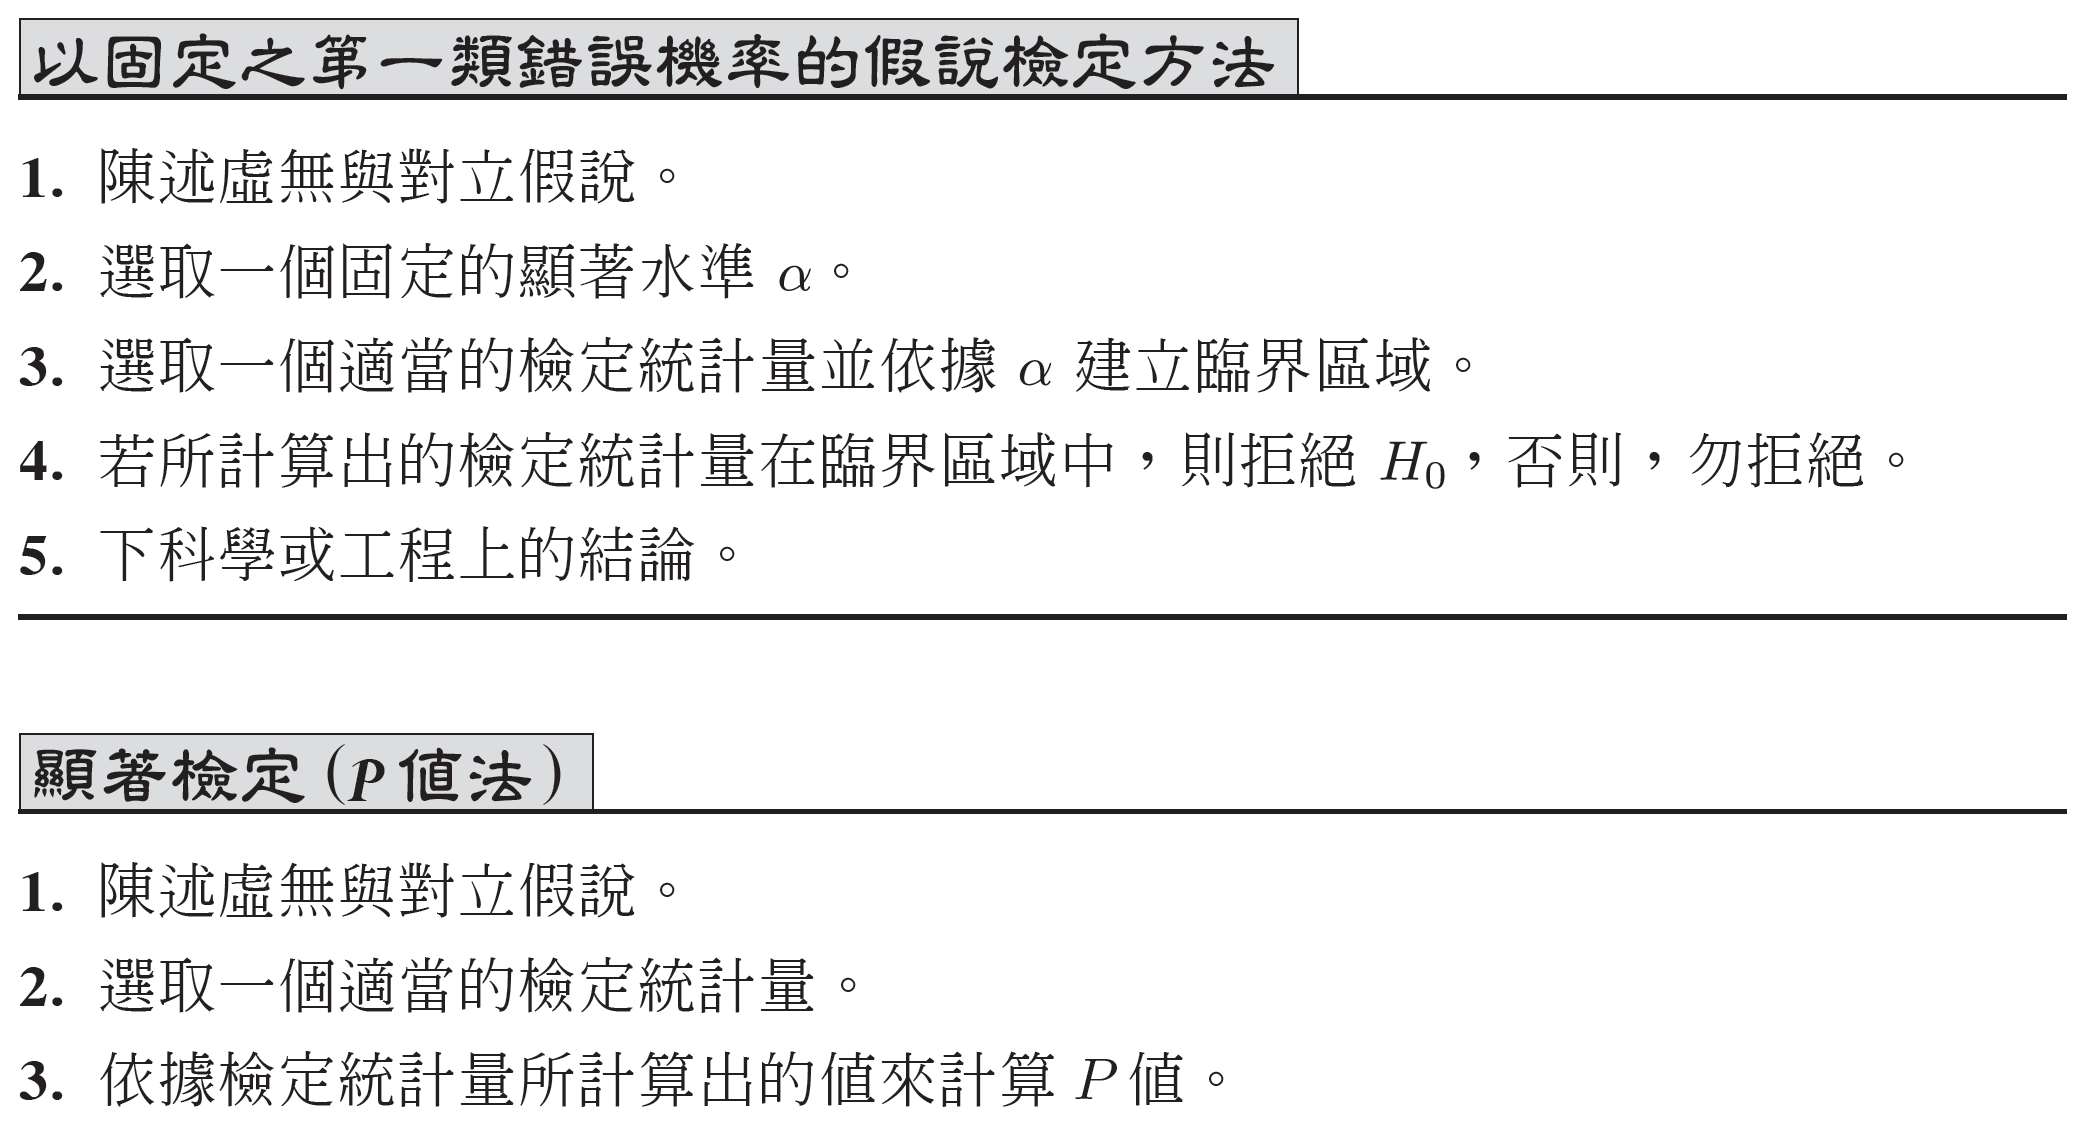 以固定之第一類錯誤機率的假說檢定方法
1. 陳述虛無與對立假說。
2. 選取一個固定的顯著水準 α。
3. 選取一個適當的檢定統計量並依據 α 建立臨界區域。
4. 若所計算出的檢定統計量在臨界區域中，則拒絕 H₀，否則，勿拒絕。
5. 下科學或工程上的結論。
顯著檢定 (P 值法)
1. 陳述虛無與對立假說。
2. 選取一個適當的檢定統計量。
3. 依據檢定統計量所計算出的值來計算 P 值。